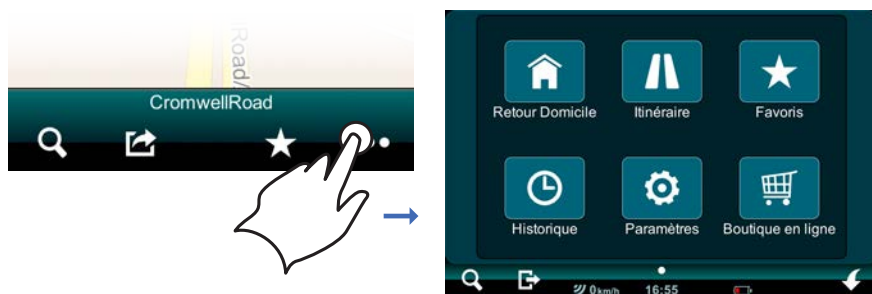 Road/
CromwellRoad
Retour Domicile
Itinéraire
Favoris
Historique
Paramètres
Boutique en ligne
0km/h
16:55